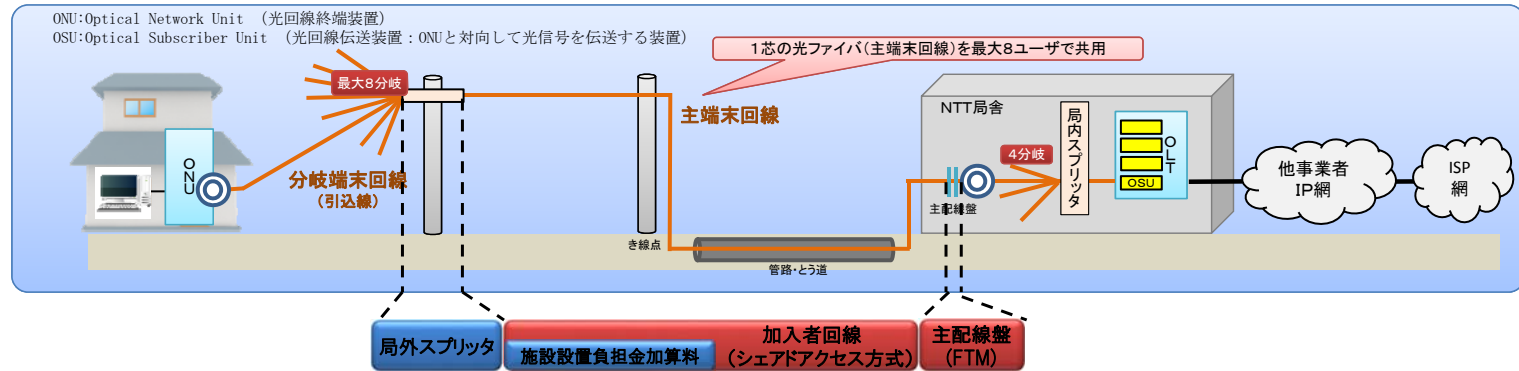 ONU:Optical Network Unit （光回線終端装置）
OSU:Optical Subscriber Unit （光回線伝送装置：ONUと対向して光信号を伝送する装置）
1芯の光ファイバ（主端末回線）を最大8ユーザで共用
最大8分岐
主端末回線
NTT局舎
局内スプリッタ
OLT
4分岐
OSU
ONU
分岐端末回線
（引込線）
主配線盤
他事業者
IP網
ISP
網
き線点
管路・とう道
局外スプリッタ
加入者回線
（シェアドアクセス方式）
施設設置負担金加算料
主配線盤
（FTM）